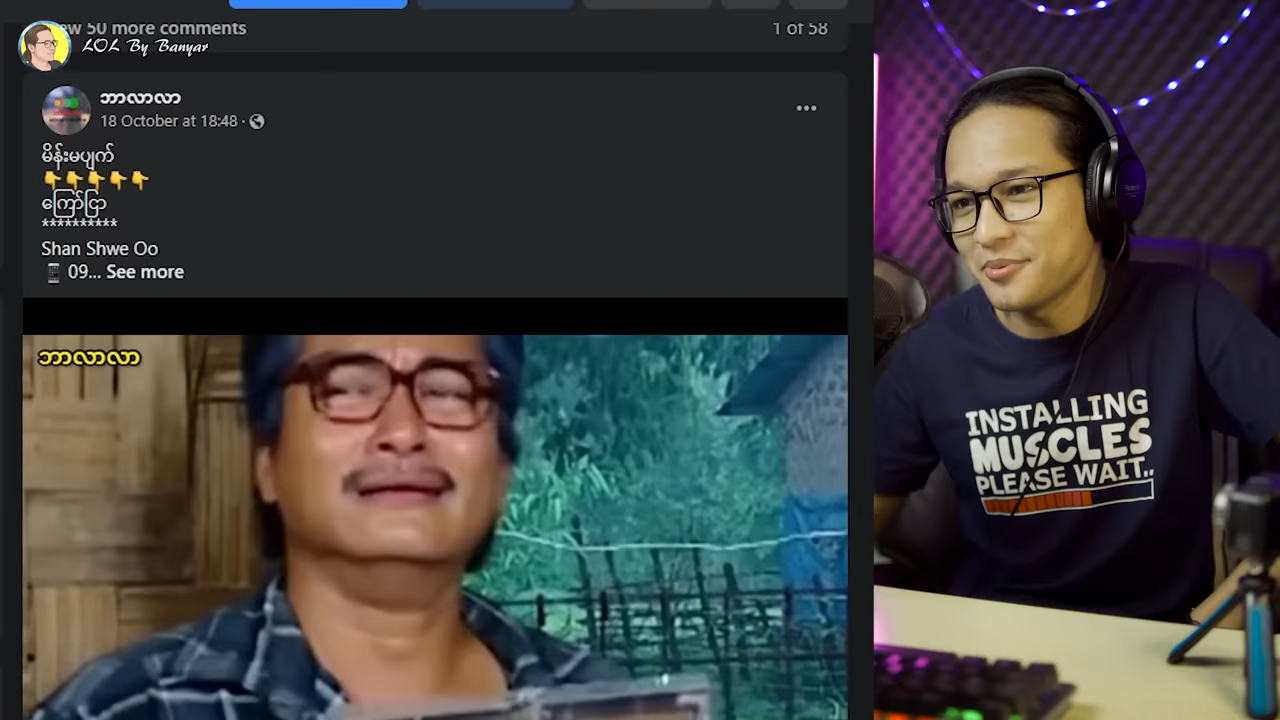 ew 50 more comments
1 of 58
LOL By Banyar
ဘာလာလာ
18 October at 18:48 ·
မိန်းမပျက်
👇👇👇👇👇
ကြော်ငြာ
**********
Shan Shwe Oo
📱 09... See more
ဘာလာလာ
INSTALLING
MUSCLES
PLEASE WAIT..